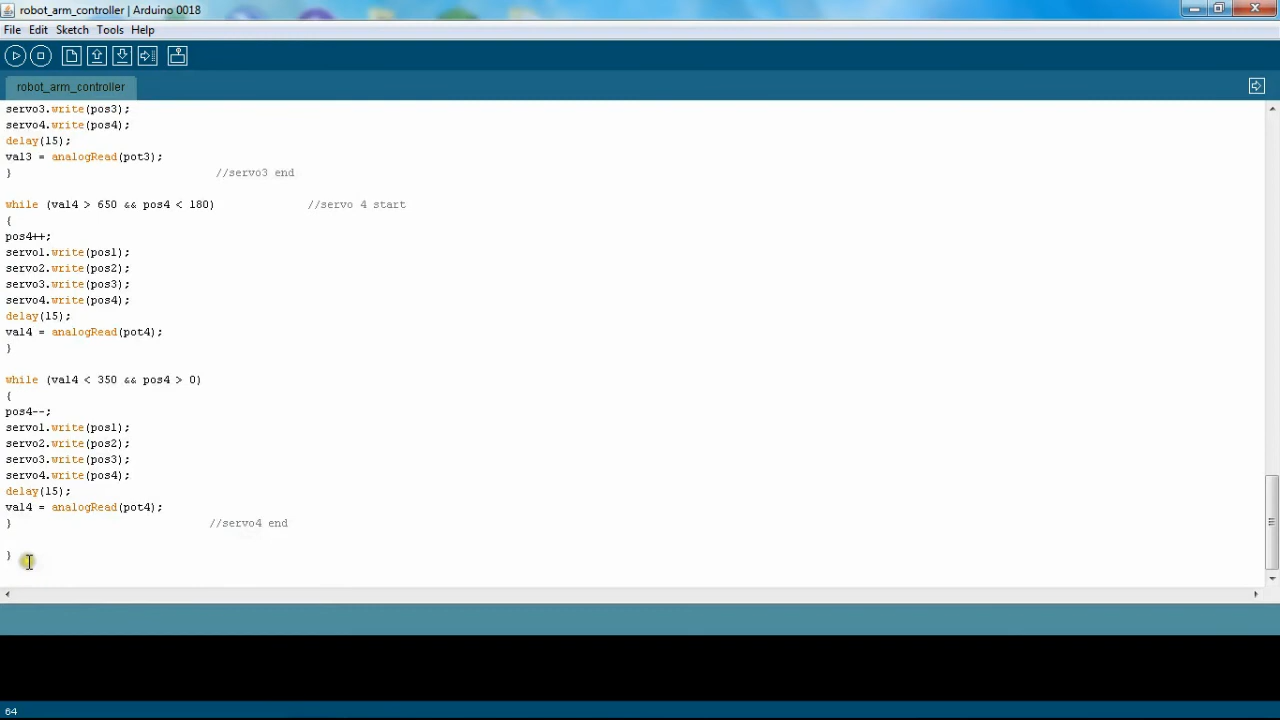 robot_arm_controller | Arduino 0018
File Edit Sketch Tools Help
robot_arm_controller
servo3.write(pos3);
servo4.write(pos4);
delay(15);
val3 = analogRead(pot3);
} //servo3 end
while (val4 > 650 && pos4 < 180) //servo 4 start
{
pos4++;
servo1.write(pos1);
servo2.write(pos2);
servo3.write(pos3);
servo4.write(pos4);
delay(15);
val4 = analogRead(pot4);
}
while (val4 < 350 && pos4 > 0)
{
pos4--;
servo1.write(pos1);
servo2.write(pos2);
servo3.write(pos3);
servo4.write(pos4);
delay(15);
val4 = analogRead(pot4);
} //servo4 end
}
64